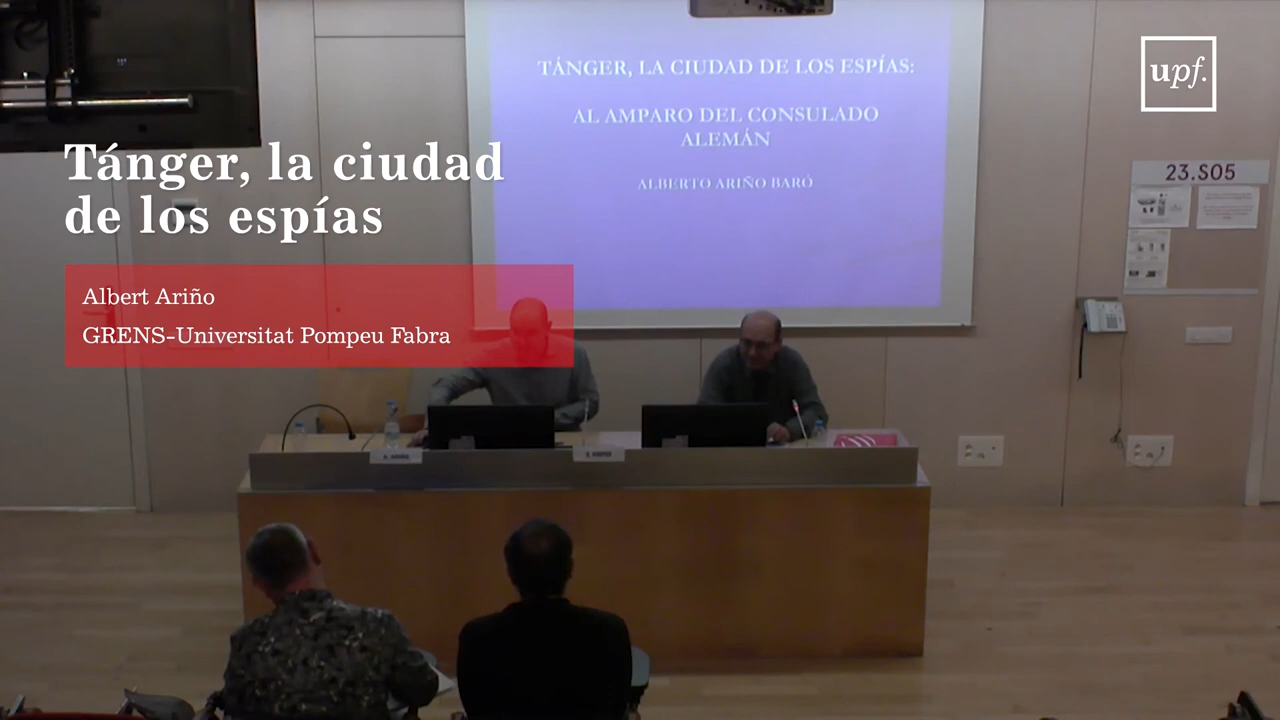 TÁNGER, LA CIUDAD DE LOS ESPÍAS:
AL AMPARO DEL CONSULADO
ALEMÁN
ALBERTO ARIÑO BARÓ
upf.
Tánger, la ciudad
de los espías
Albert Ariño
GRENS-Universitat Pompeu Fabra
23.S05
A. ARIÑO